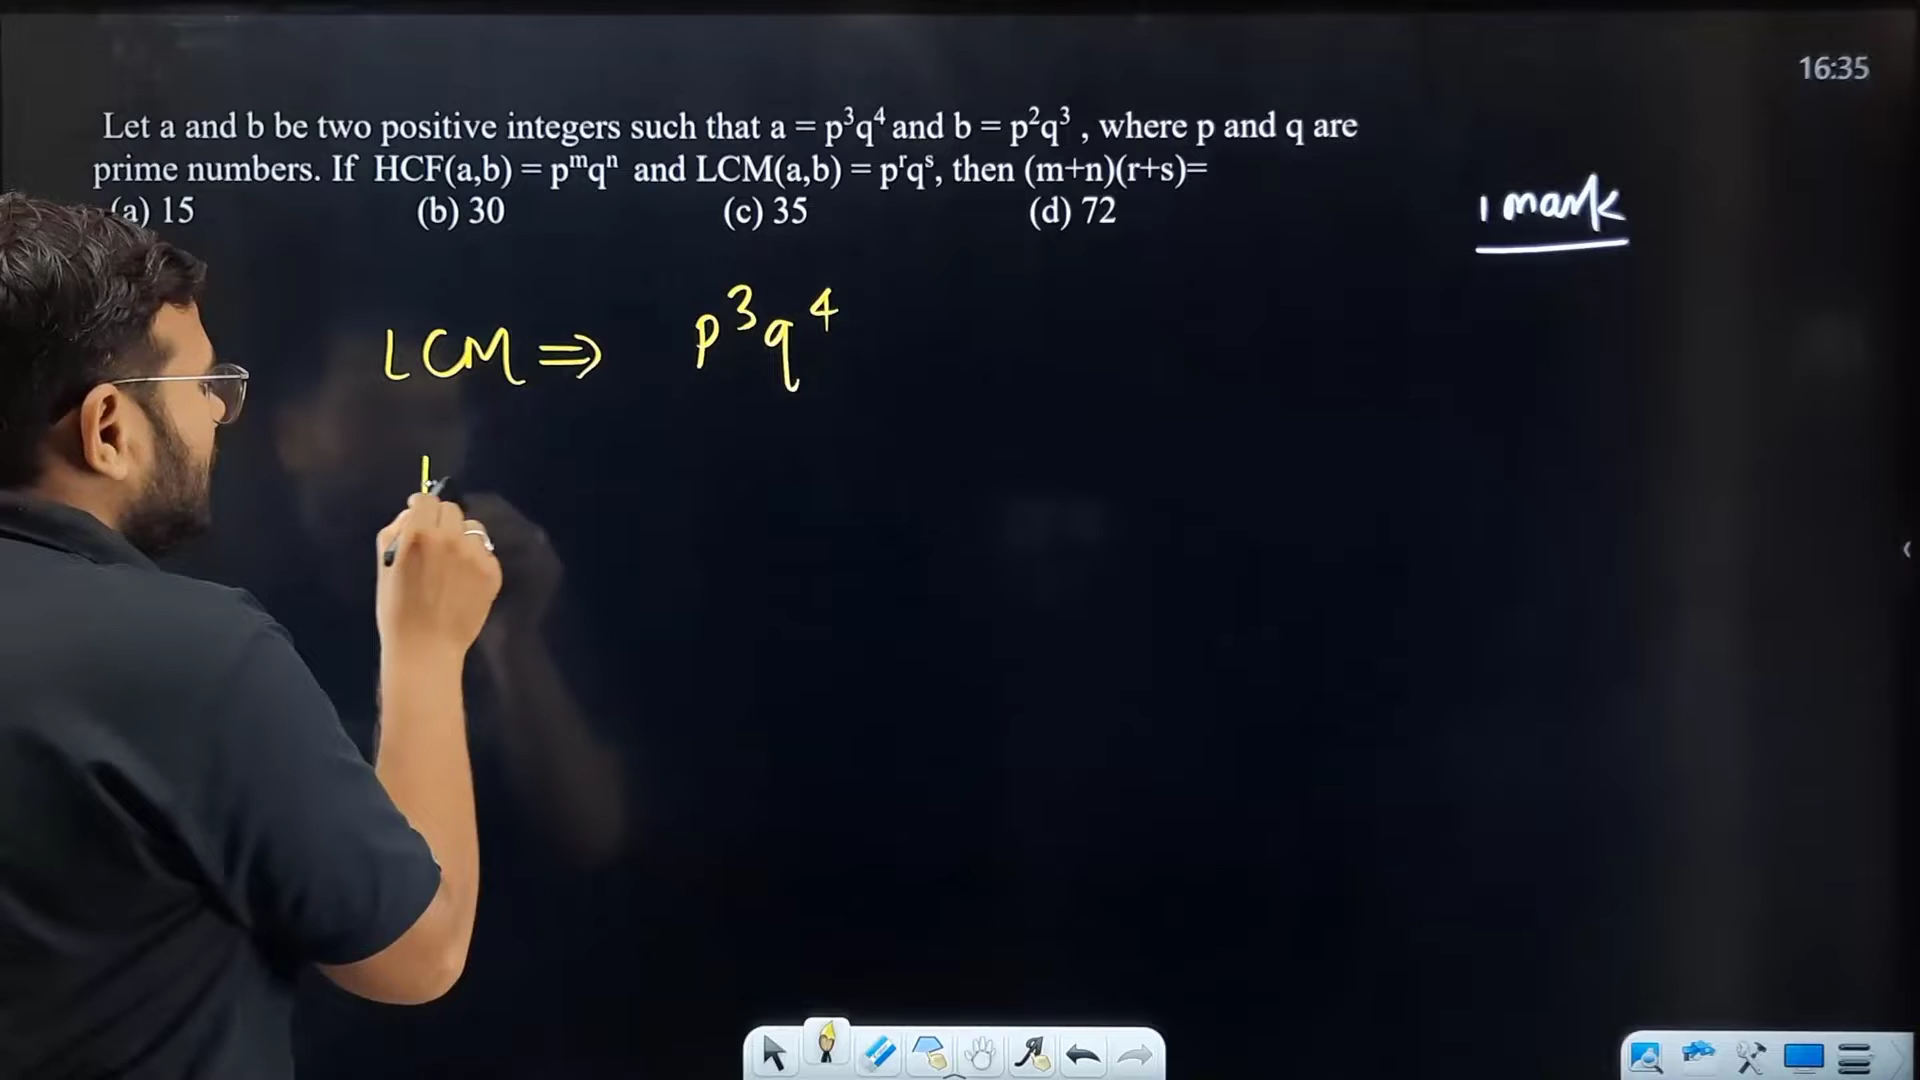 16:35
Let a and b be two positive integers such that a = p³q⁴ and b = p²q³ , where p and q are
prime numbers. If HCF(a,b) = pᵐqⁿ and LCM(a,b) = pʳqˢ, then (m+n)(r+s)=
(a) 15 (b) 30 (c) 35 (d) 72
1 mark
LCM ⇒ p³q⁴